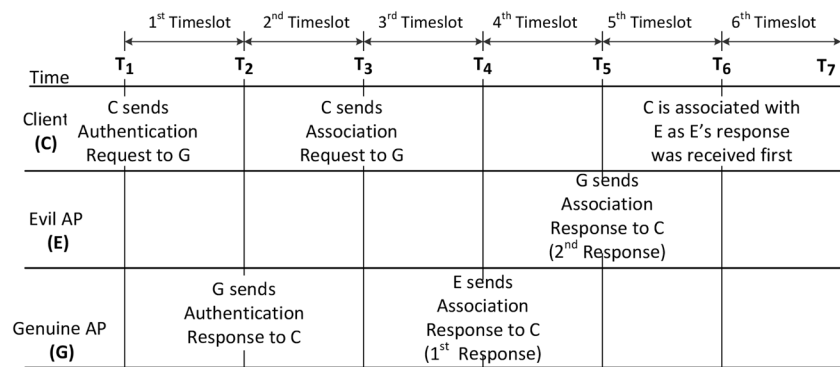 1st Timeslot 2nd Timeslot 3rd Timeslot 4th Timeslot 5th Timeslot 6th Timeslot
Time T1 T2 T3 T4 T5 T6 T7
Client
(C)
C sends
Authentication
Request to G
C sends
Association
Request to G
C is associated with
E as E's response
was received first
Evil AP
(E)
G sends
Association
Response to C
(2nd Response)
Genuine AP
(G)
G sends
Authentication
Response to C
E sends
Association
Response to C
(1st Response)